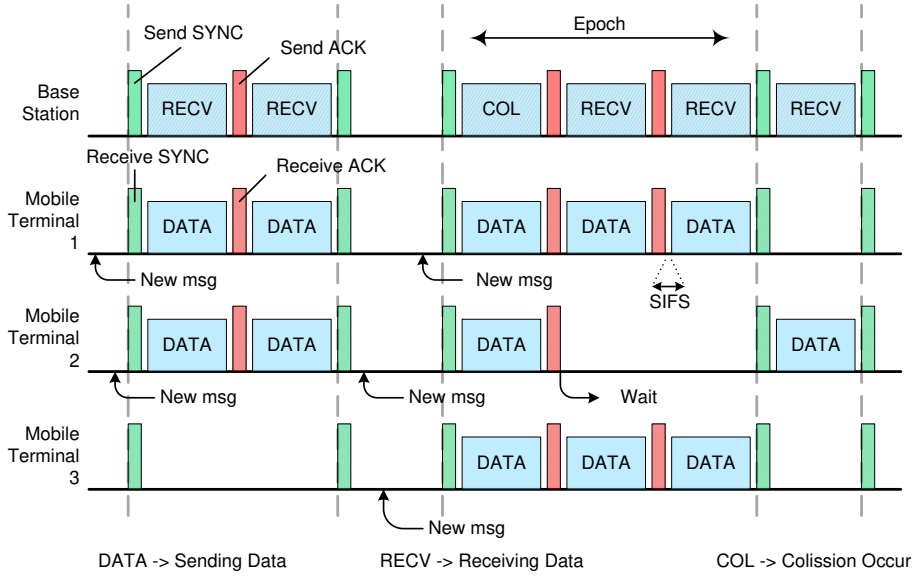 Send SYNC
Send ACK
Epoch
Base
Station
RECV
RECV
COL
RECV
RECV
RECV
Receive SYNC
Receive ACK
Mobile
Terminal
1
DATA
DATA
DATA
DATA
DATA
New msg
New msg
SIFS
Mobile
Terminal
2
DATA
DATA
DATA
DATA
New msg
New msg
Wait
Mobile
Terminal
3
DATA
DATA
DATA
New msg
DATA -> Sending Data
RECV -> Receiving Data
COL -> Colission Occur